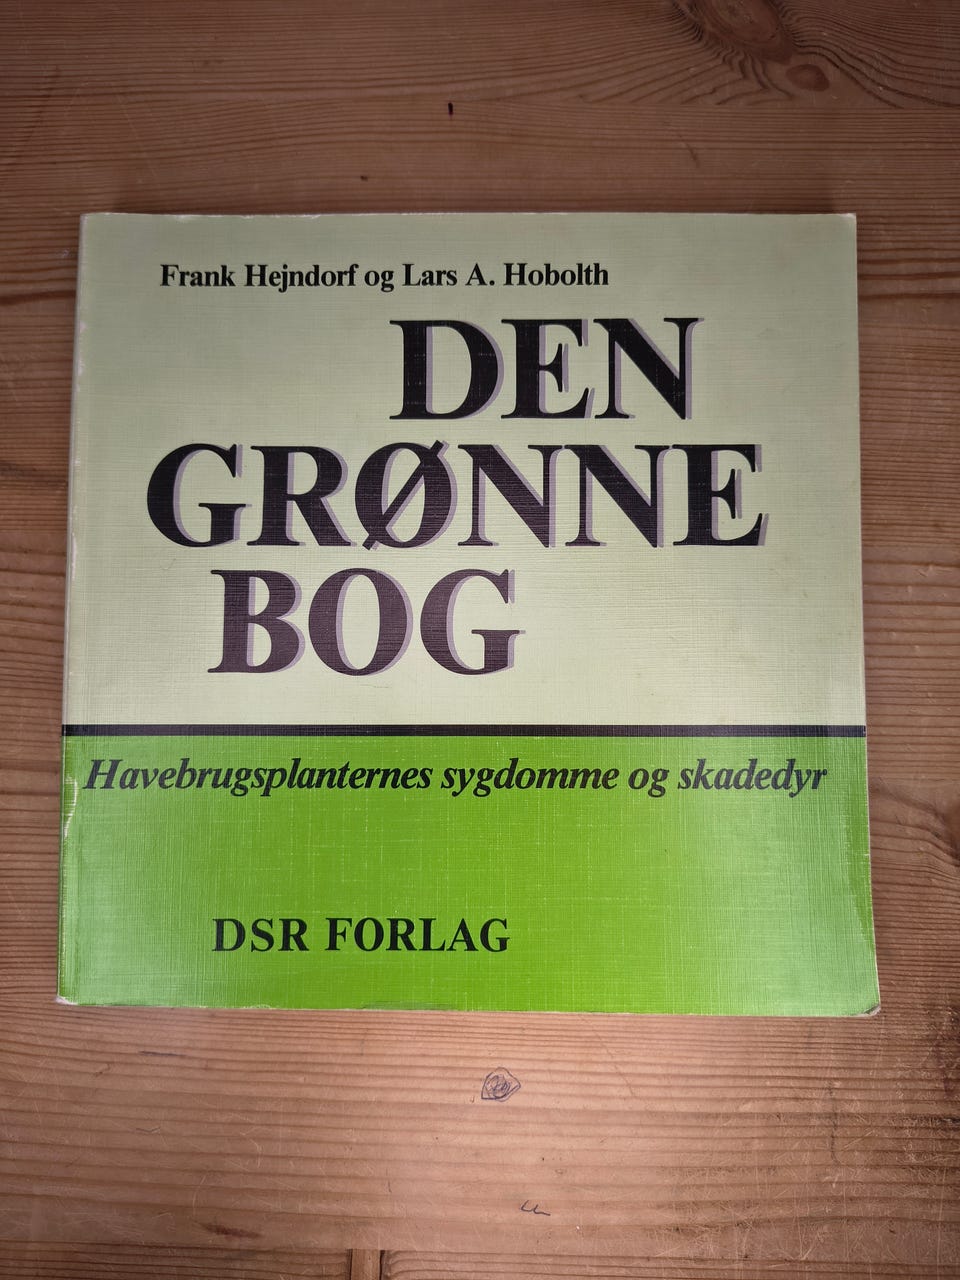 Frank Hejndorf og Lars A. Hobolth
DEN
GRØNNE
BOG
Havebrugsplanternes sygdomme og skadedyr
DSR FORLAG